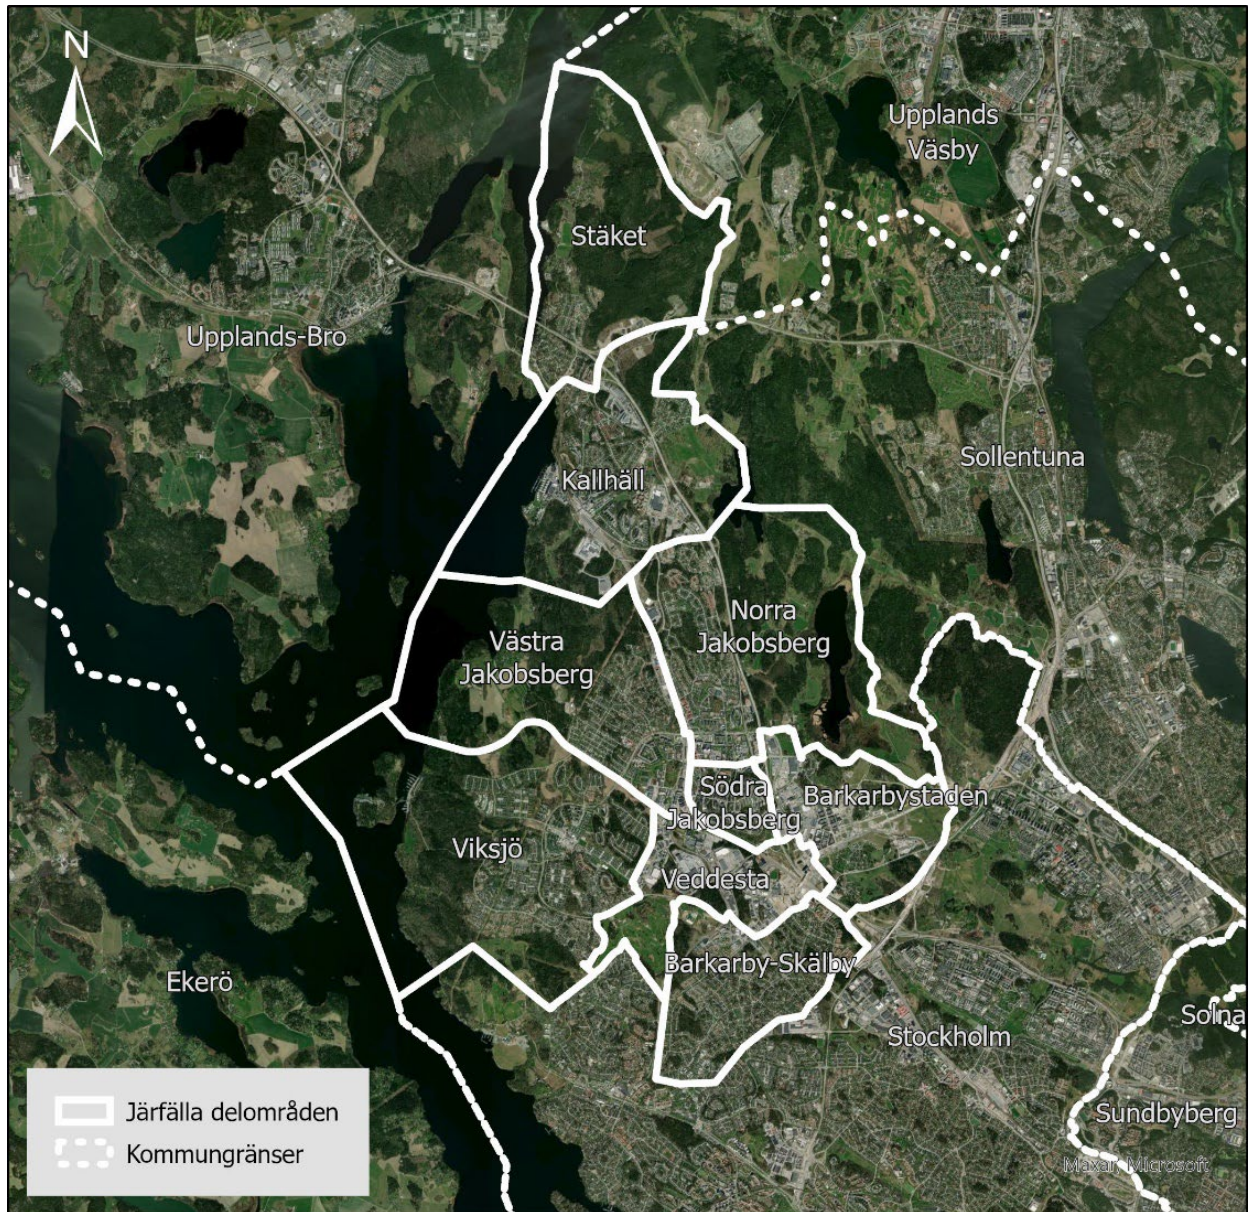 N
Upplands
Väsby
Stäket
Upplands-Bro
Sollentuna
Kallhäll
Norra
Jakobsberg
Västra
Jakobsberg
Södra
Jakobsberg
Barkarbystaden
Viksjö
Veddesta
Barkarby-Skälby
Ekerö
Solna
Stockholm
Järfälla delområden
Kommungränser
Sundbyberg
Maxar, Microsoft